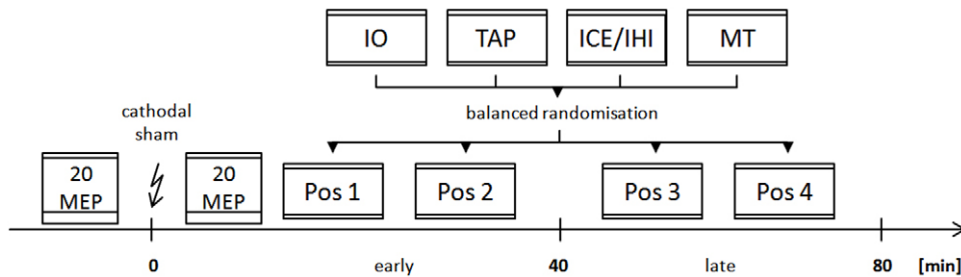 IO TAP ICE/IHI MT
cathodal
sham
balanced randomisation
20
MEP
20
MEP
Pos 1 Pos 2 Pos 3 Pos 4
0 early 40 late 80 [min]